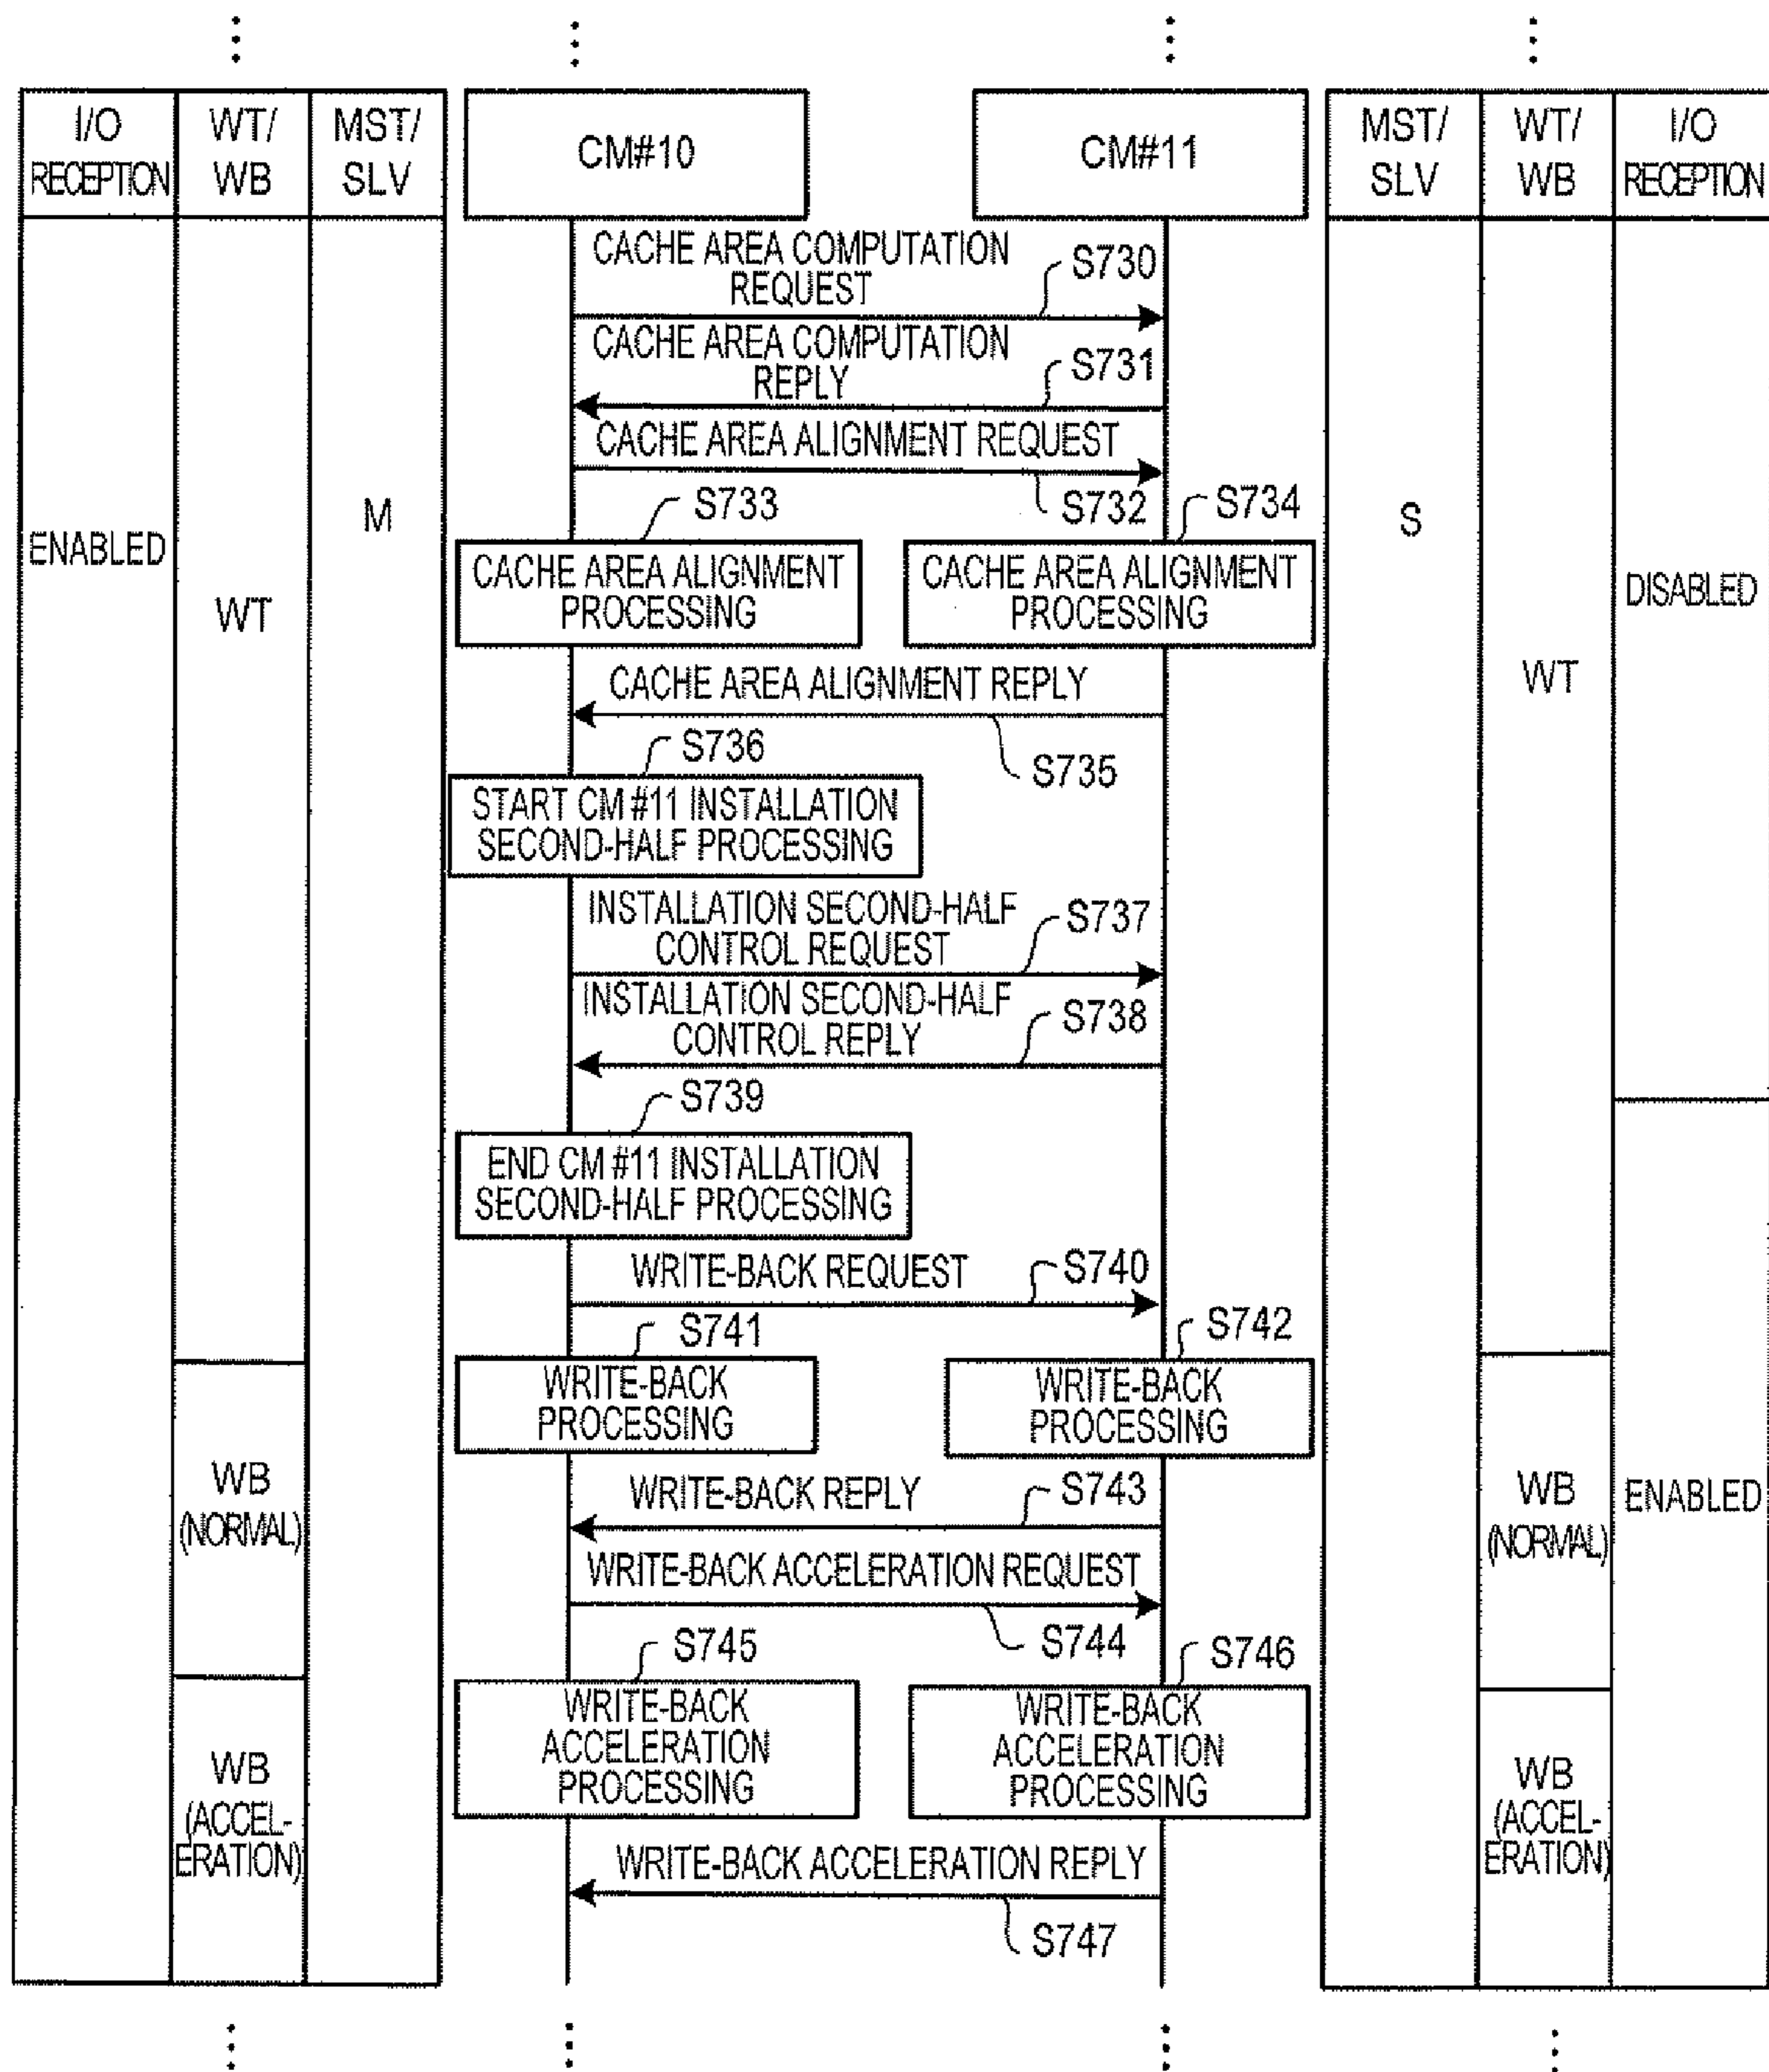 I/O
RECEPTION
WT/
WB
MST/
SLV
CM#10
CM#11
MST/
SLV
WT/
WB
I/O
RECEPTION
CACHE AREA COMPUTATION
REQUEST
S730
CACHE AREA COMPUTATION
REPLY
S731
CACHE AREA ALIGNMENT REQUEST
S732
S733
S734
ENABLED
M
S
CACHE AREA ALIGNMENT
PROCESSING
CACHE AREA ALIGNMENT
PROCESSING
DISABLED
WT
WT
CACHE AREA ALIGNMENT REPLY
S735
S736
START CM #11 INSTALLATION
SECOND-HALF PROCESSING
INSTALLATION SECOND-HALF
CONTROL REQUEST
S737
INSTALLATION SECOND-HALF
CONTROL REPLY
S738
S739
END CM #11 INSTALLATION
SECOND-HALF PROCESSING
WRITE-BACK REQUEST
S740
S741
S742
WRITE-BACK
PROCESSING
WRITE-BACK
PROCESSING
WB
(NORMAL)
WRITE-BACK REPLY
S743
WB
(NORMAL)
ENABLED
WRITE-BACK ACCELERATION REQUEST
S744
S745
S746
WRITE-BACK
ACCELERATION
PROCESSING
WRITE-BACK
ACCELERATION
PROCESSING
WB
(ACCEL-
ERATION)
WB
(ACCEL-
ERATION)
WRITE-BACK ACCELERATION REPLY
S747